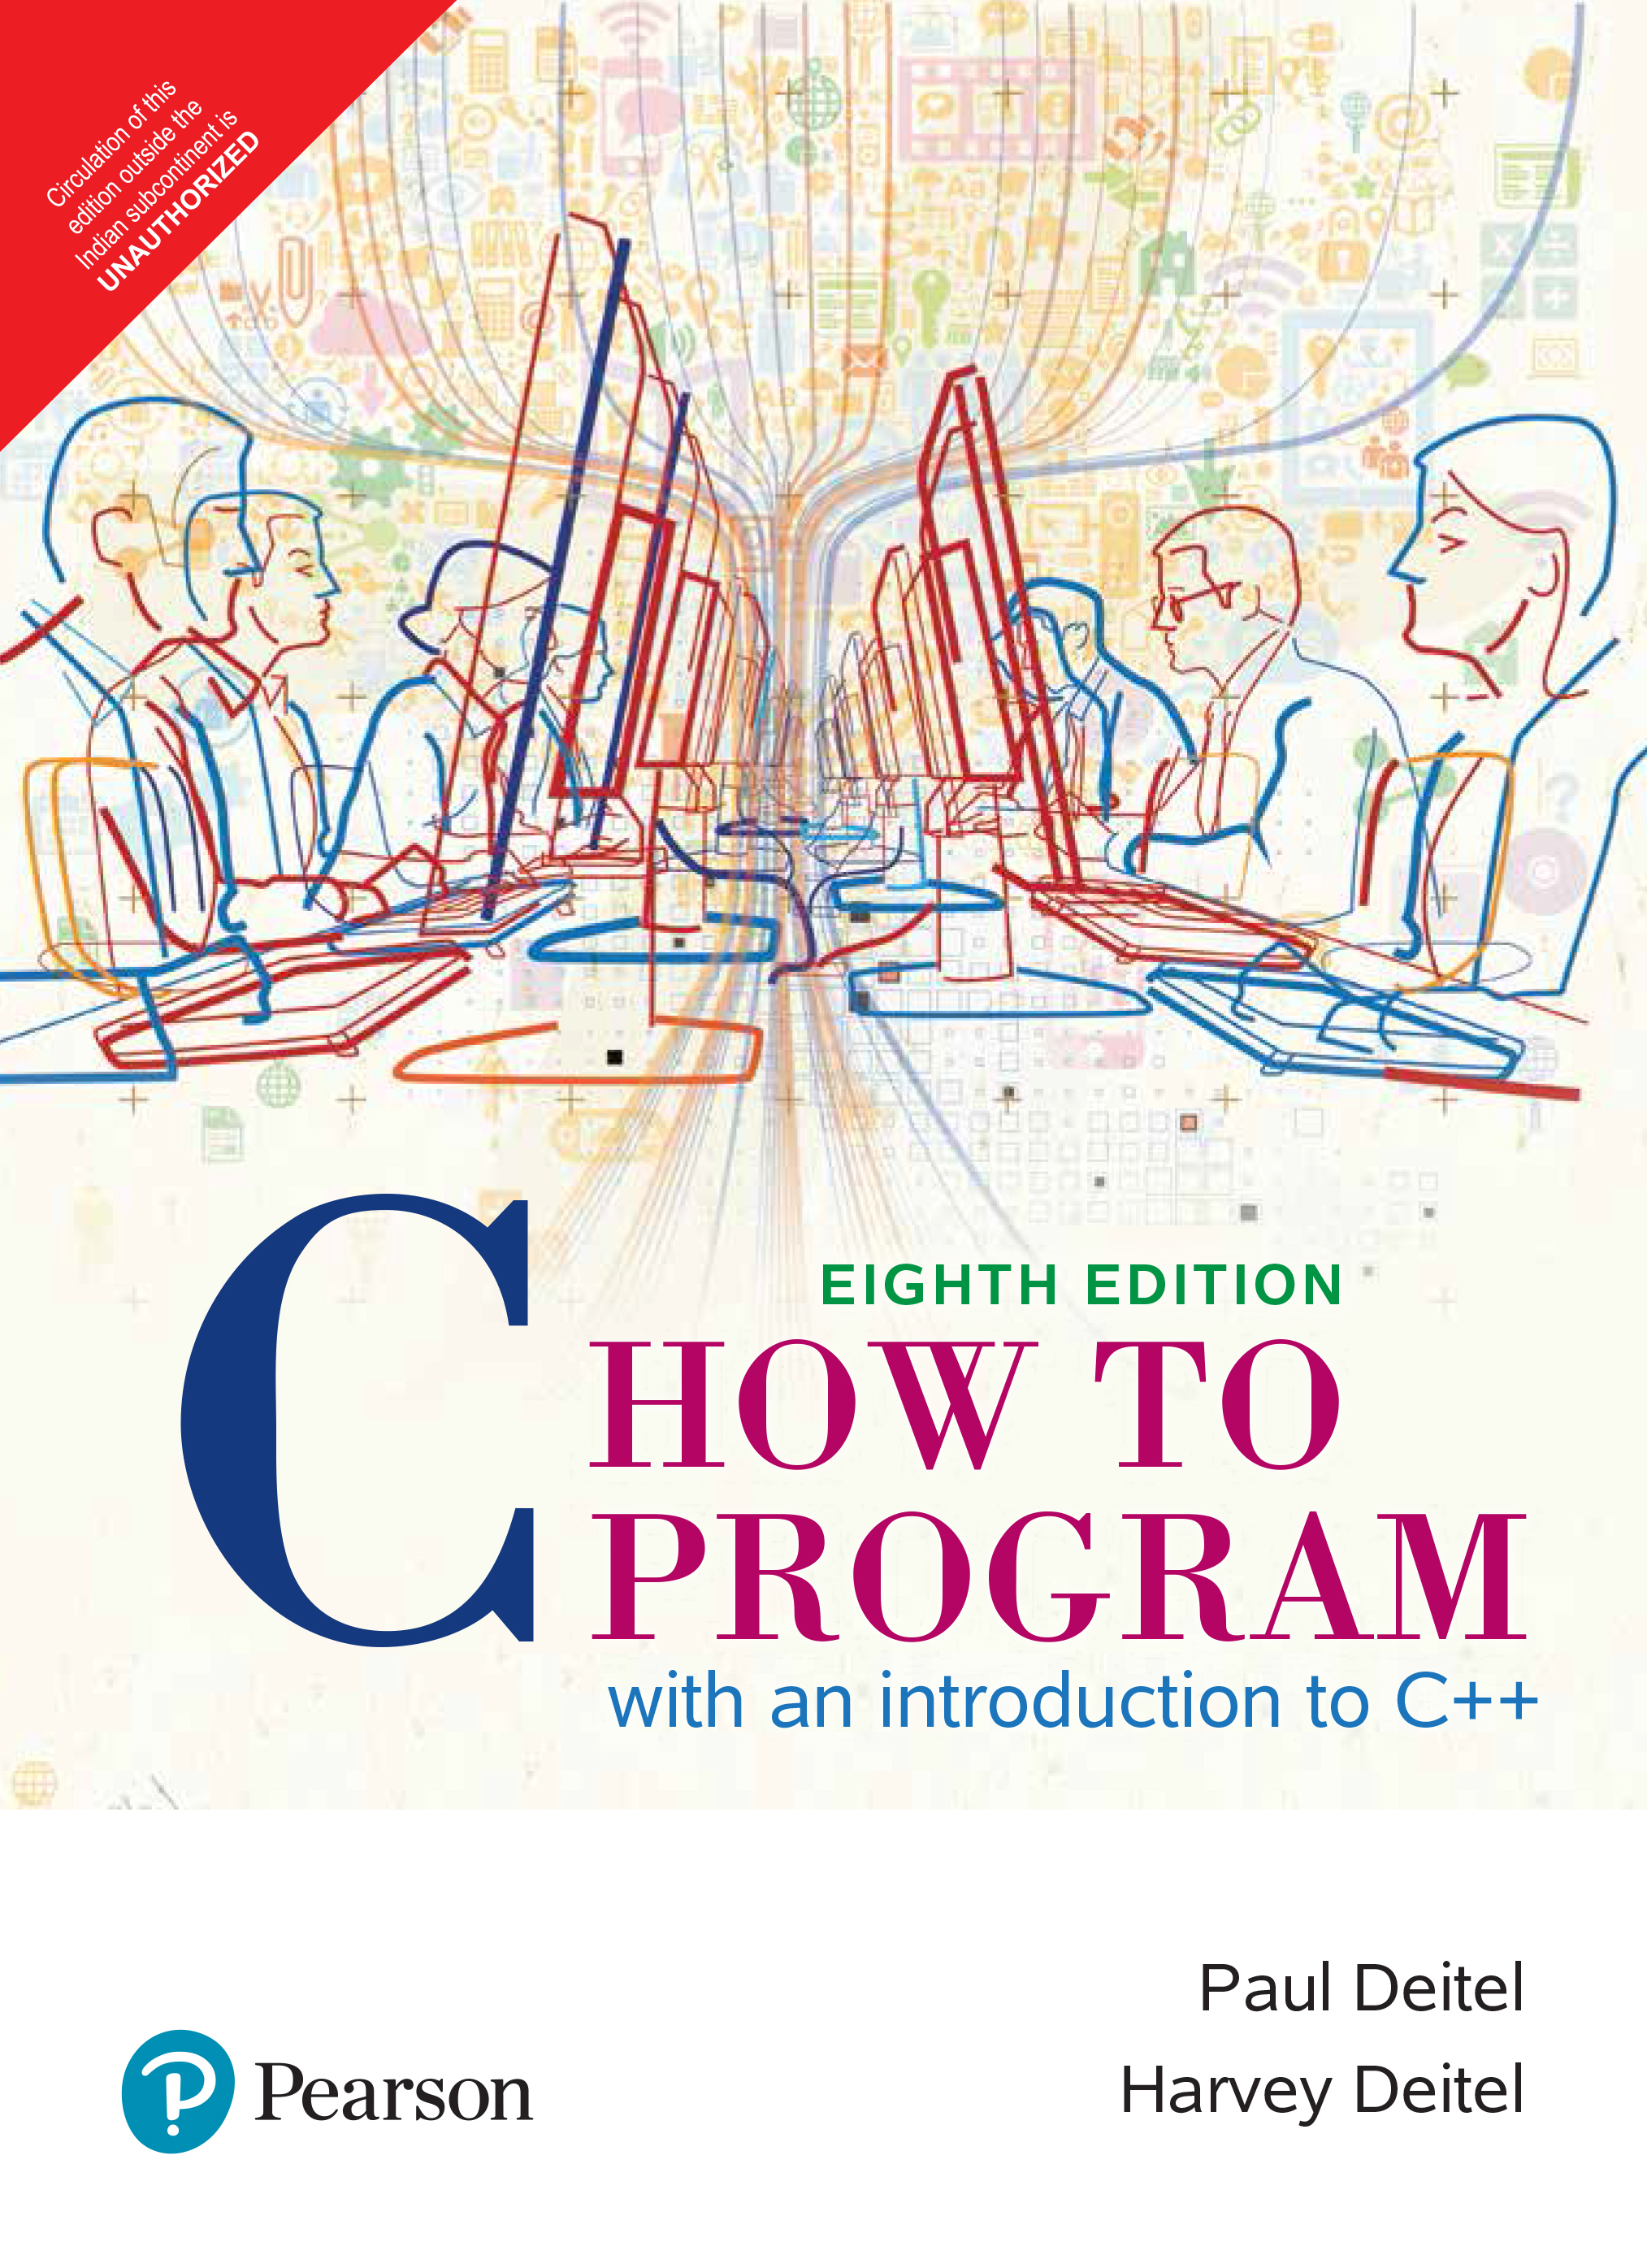 Circulation of this
edition outside the
Indian subcontinent is
UNAUTHORIZED
EIGHTH EDITION
C HOW TO
PROGRAM
with an introduction to C++
Paul Deitel
Harvey Deitel
Pearson